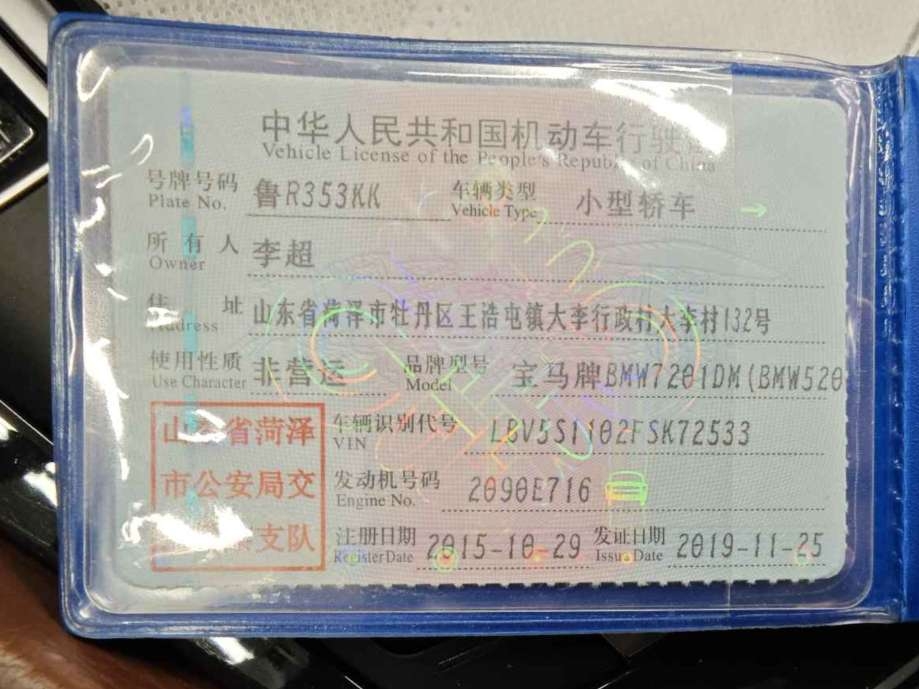 中华人民共和国机动车行驶
Vehicle License of the People's Republic of China
号牌号码 鲁R353KK 车辆类型 小型轿车
Plate No. Vehicle Type
所有人 李超
Owner
住址 山东省菏泽市牡丹区王浩屯镇大李行政村大李村132号
Address
使用性质 非营运 品牌型号 宝马牌BMW7201DM(BMW520
Use Character Model
山东省菏泽 车辆识别代号 LBV5S1102FSK72533
VIN
市公安局交 发动机号码 2090E716
Engine No.
支队 注册日期 2015-10-29 发证日期 2019-11-25
Register Date Issue Date